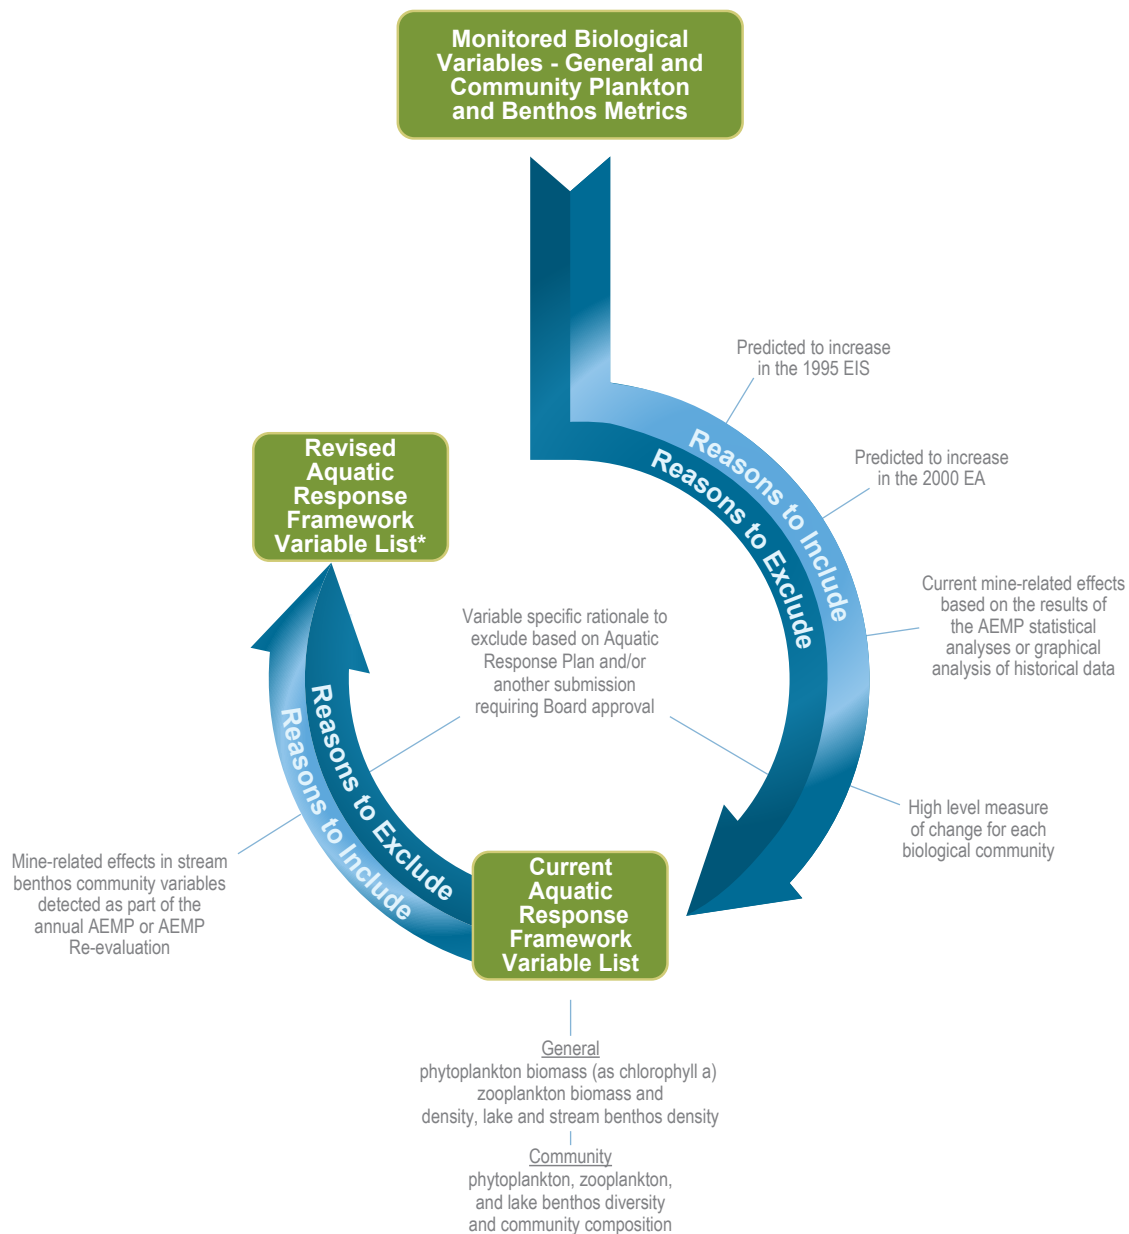 Monitored Biological
Variables - General and
Community Plankton
and Benthos Metrics
Predicted to increase
in the 1995 EIS
Reasons to Include
Reasons to Exclude
Predicted to increase
in the 2000 EA
Revised
Aquatic
Response
Framework
Variable List*
Current mine-related effects
based on the results of
the AEMP statistical
analyses or graphical
analysis of historical data
Variable specific rationale to
exclude based on Aquatic
Response Plan and/or
another submission
requiring Board approval
Reasons to Exclude
Reasons to Include
High level measure
of change for each
biological community
Mine-related effects in stream
benthos community variables
detected as part of the
annual AEMP or AEMP
Re-evaluation
Current
Aquatic
Response
Framework
Variable List
General
phytoplankton biomass (as chlorophyll a)
zooplankton biomass and
density, lake and stream benthos density
Community
phytoplankton, zooplankton,
and lake benthos diversity
and community composition